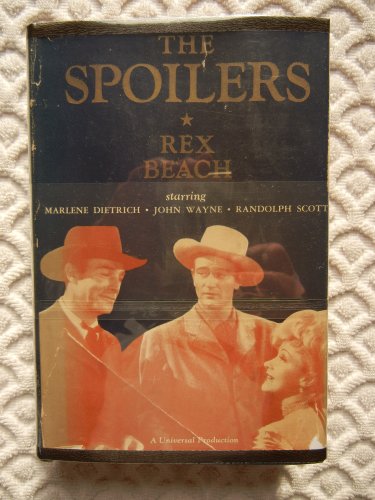 THE
SPOILERS
★
REX
BEACH
starring
MARLENE DIETRICH • JOHN WAYNE • RANDOLPH SCOTT
A Universal Production